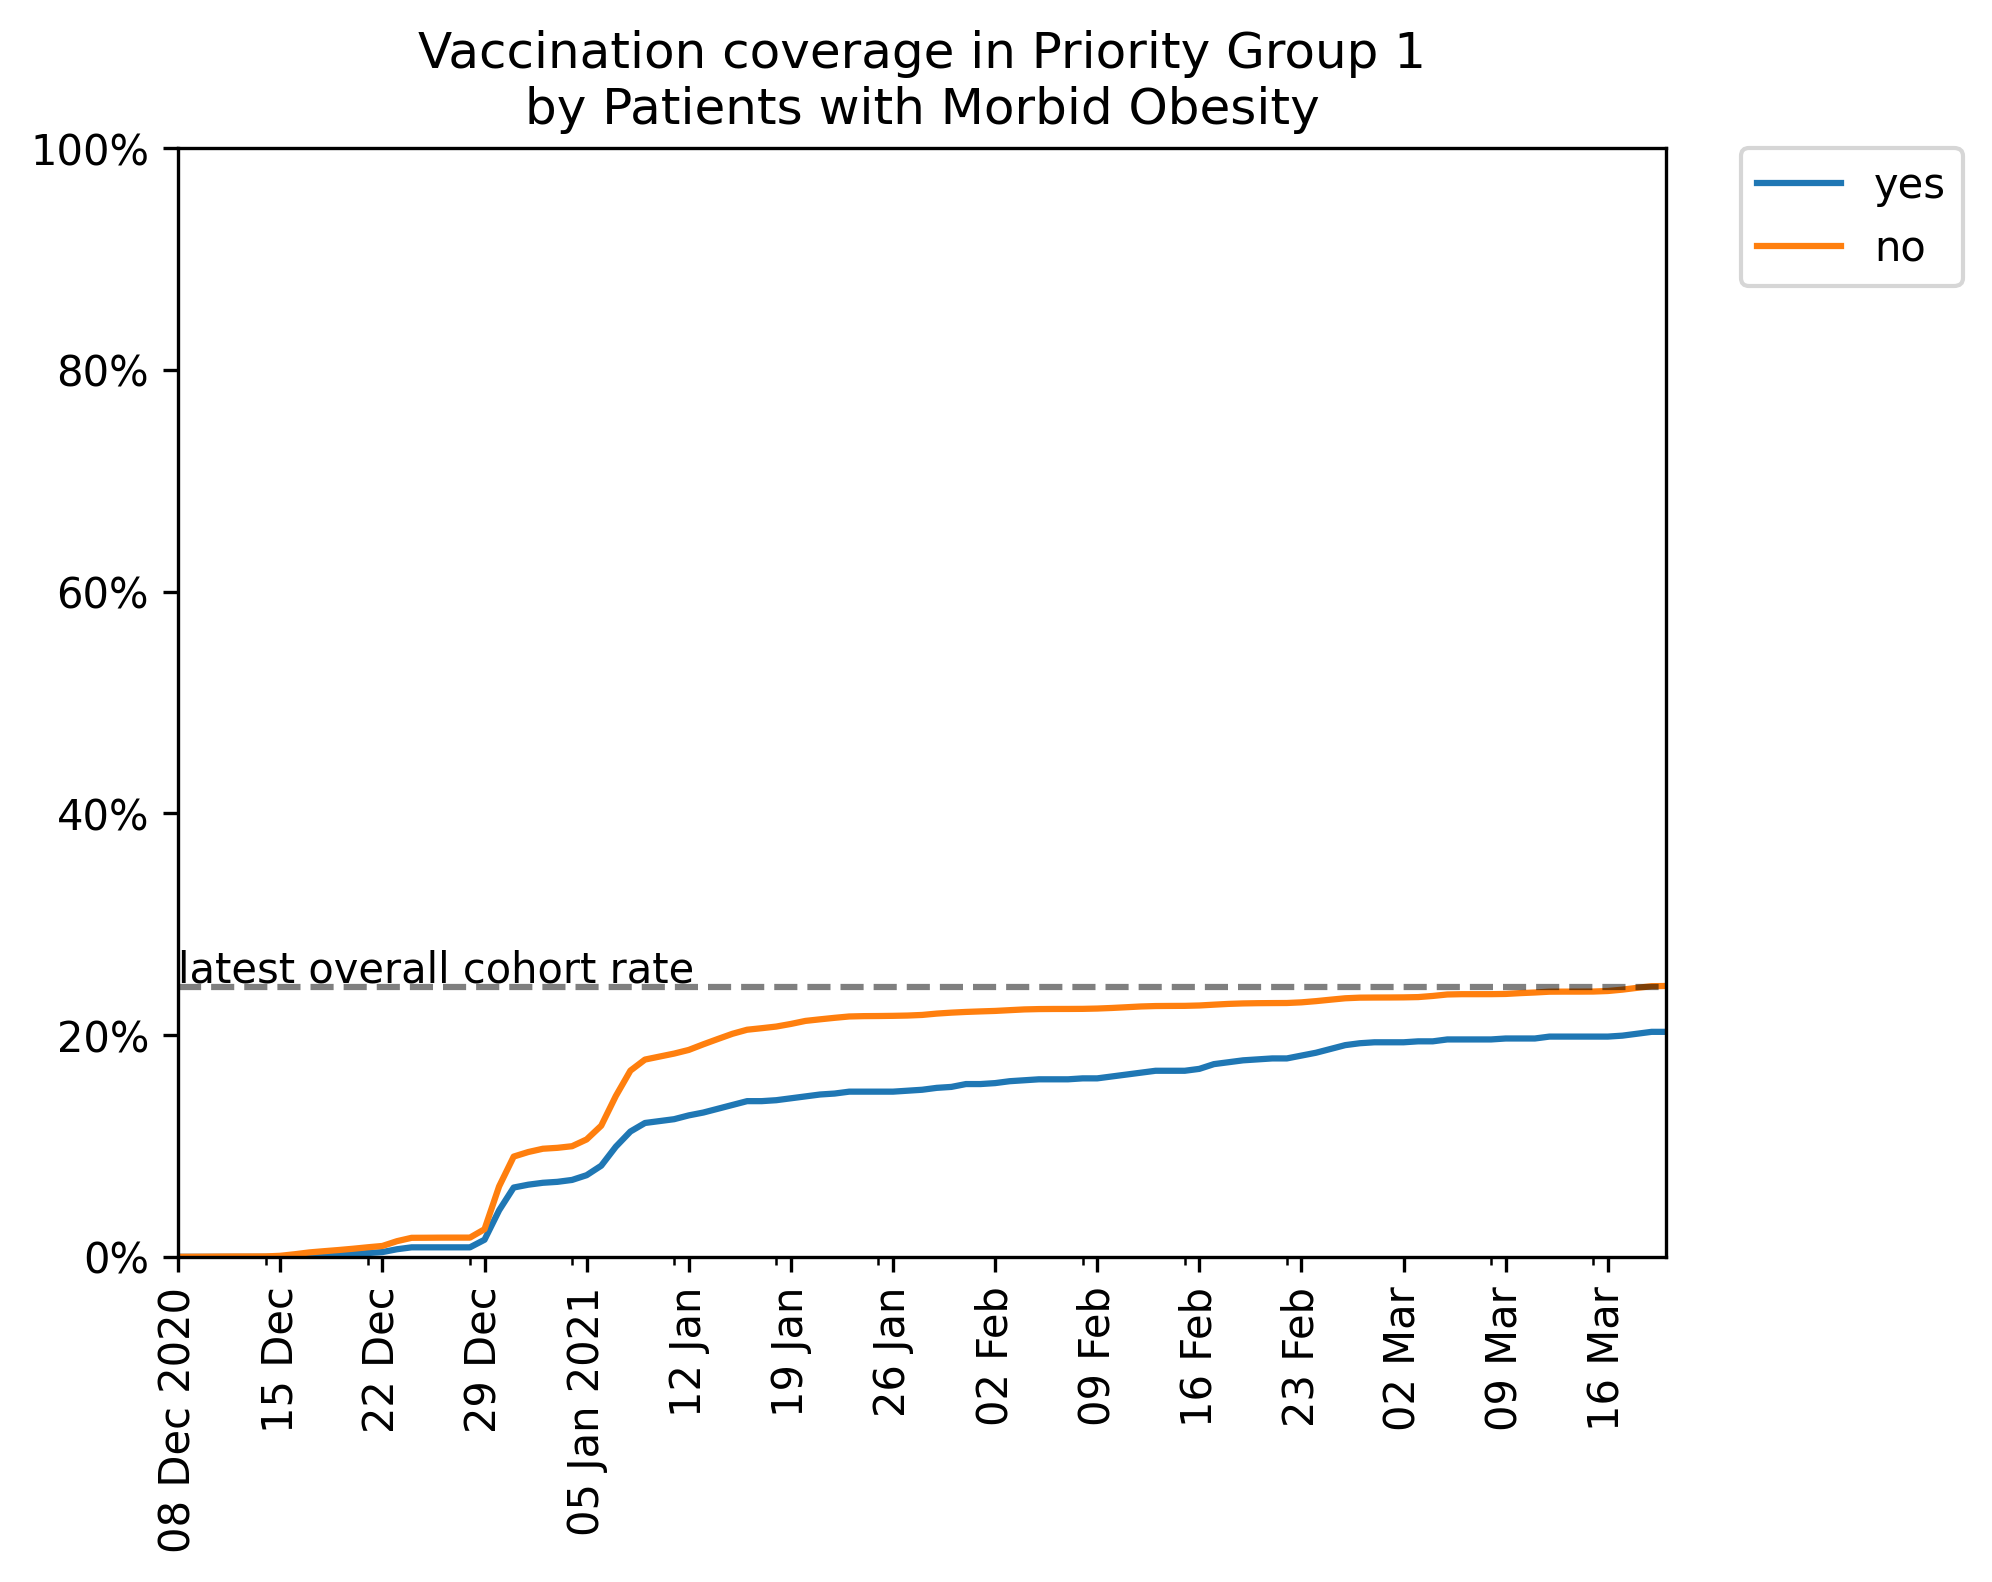 Vaccination coverage in Priority Group 1
by Patients with Morbid Obesity
100%
80%
60%
40%
20%
0%
latest overall cohort rate
yes
no
08 Dec 2020
15 Dec
22 Dec
29 Dec
05 Jan 2021
12 Jan
19 Jan
26 Jan
02 Feb
09 Feb
16 Feb
23 Feb
02 Mar
09 Mar
16 Mar